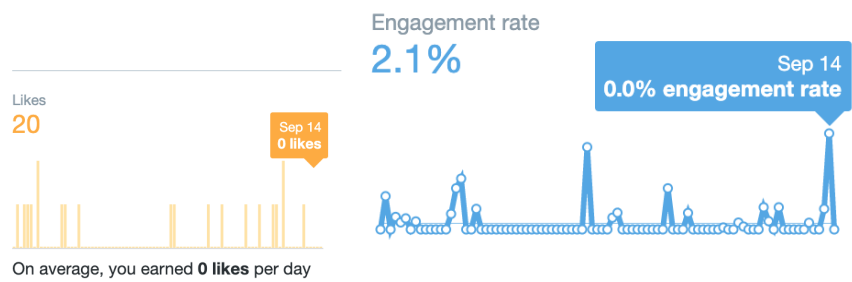 Likes
20
Sep 14
0 likes
On average, you earned 0 likes per day
Engagement rate
2.1%
Sep 14
0.0% engagement rate